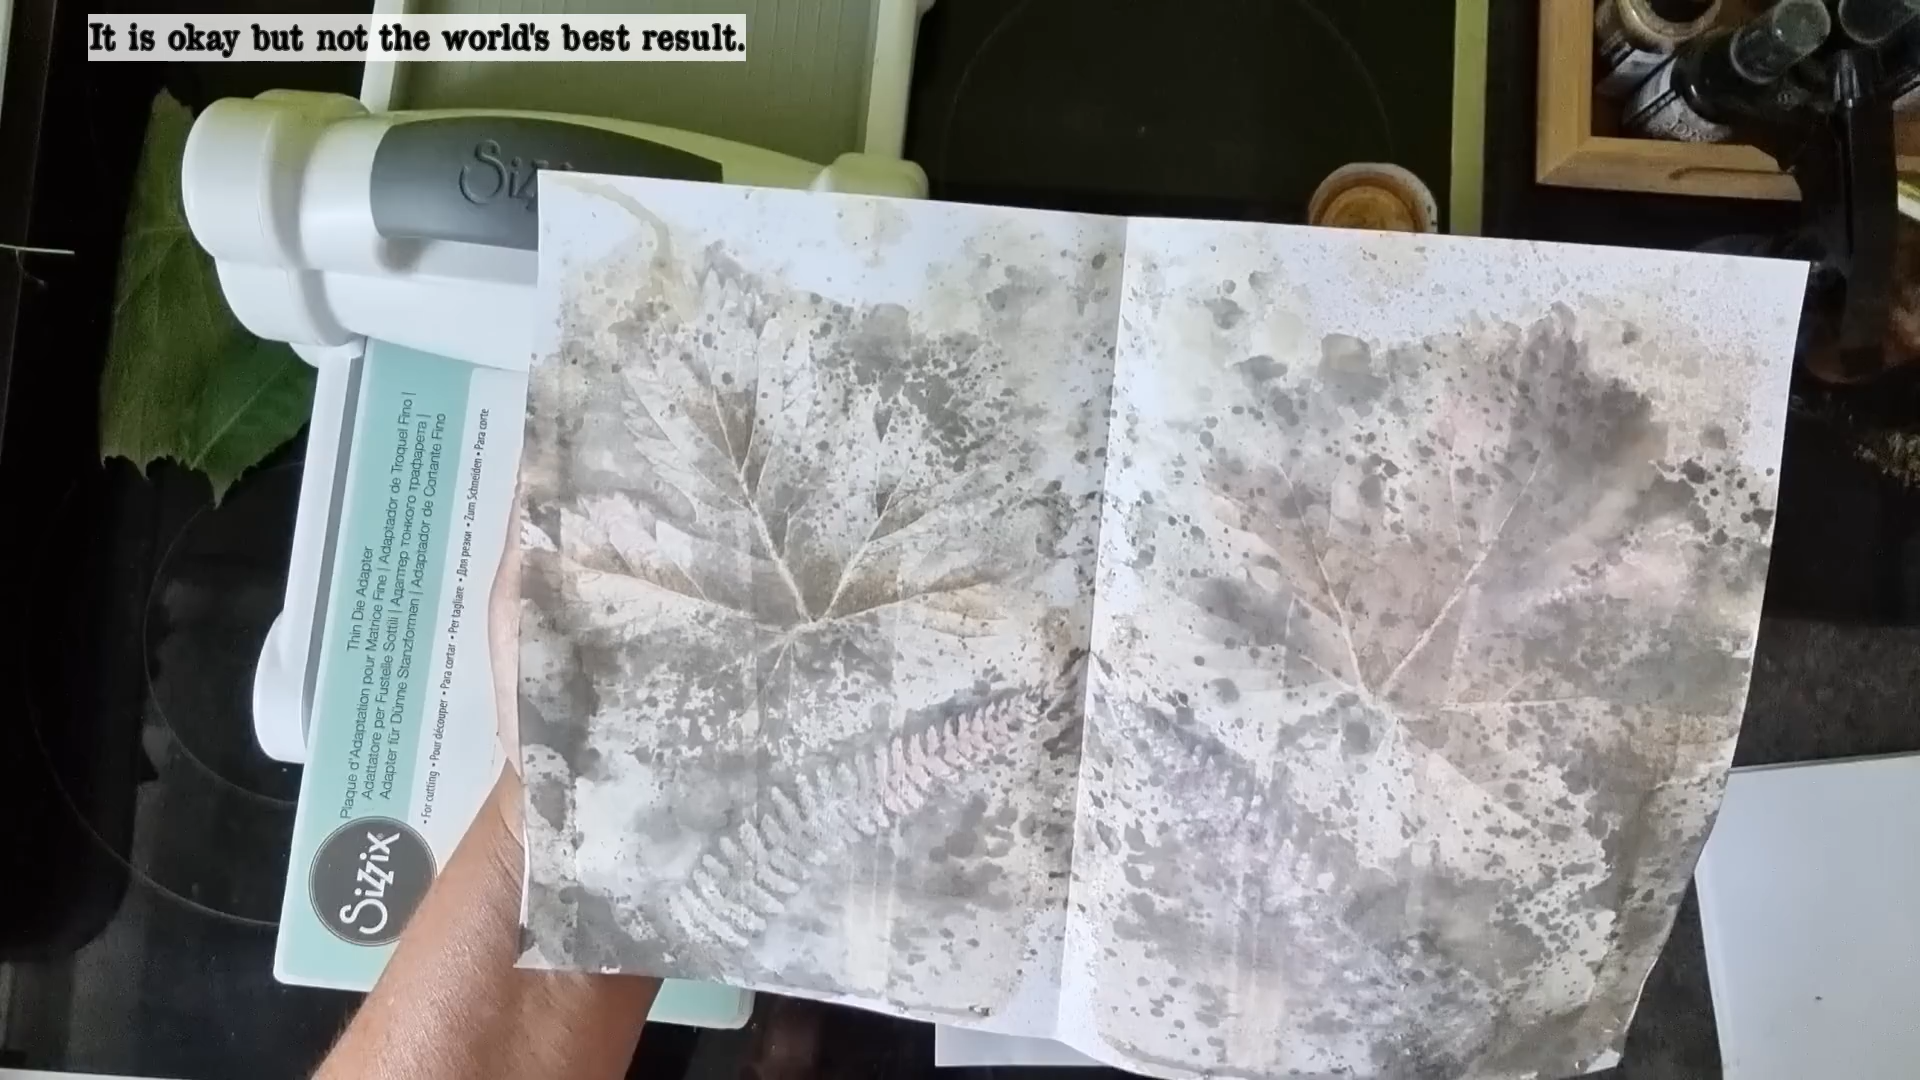 It is okay but not the world's best result.
Thin Die Adapter
Plaque d'Adaptation pour Matrice Fine | Adaptador de Troquel Fino |
Adattatore per Fustelle Sottili | Адаптер тонкого трафарета |
Adapter für Dünne Stanzformen | Adaptador de Cortante Fino
• For cutting • Pour découper • Para cortar • Per tagliare • Для резки • Zum Schneiden • Para corte
Sizzix